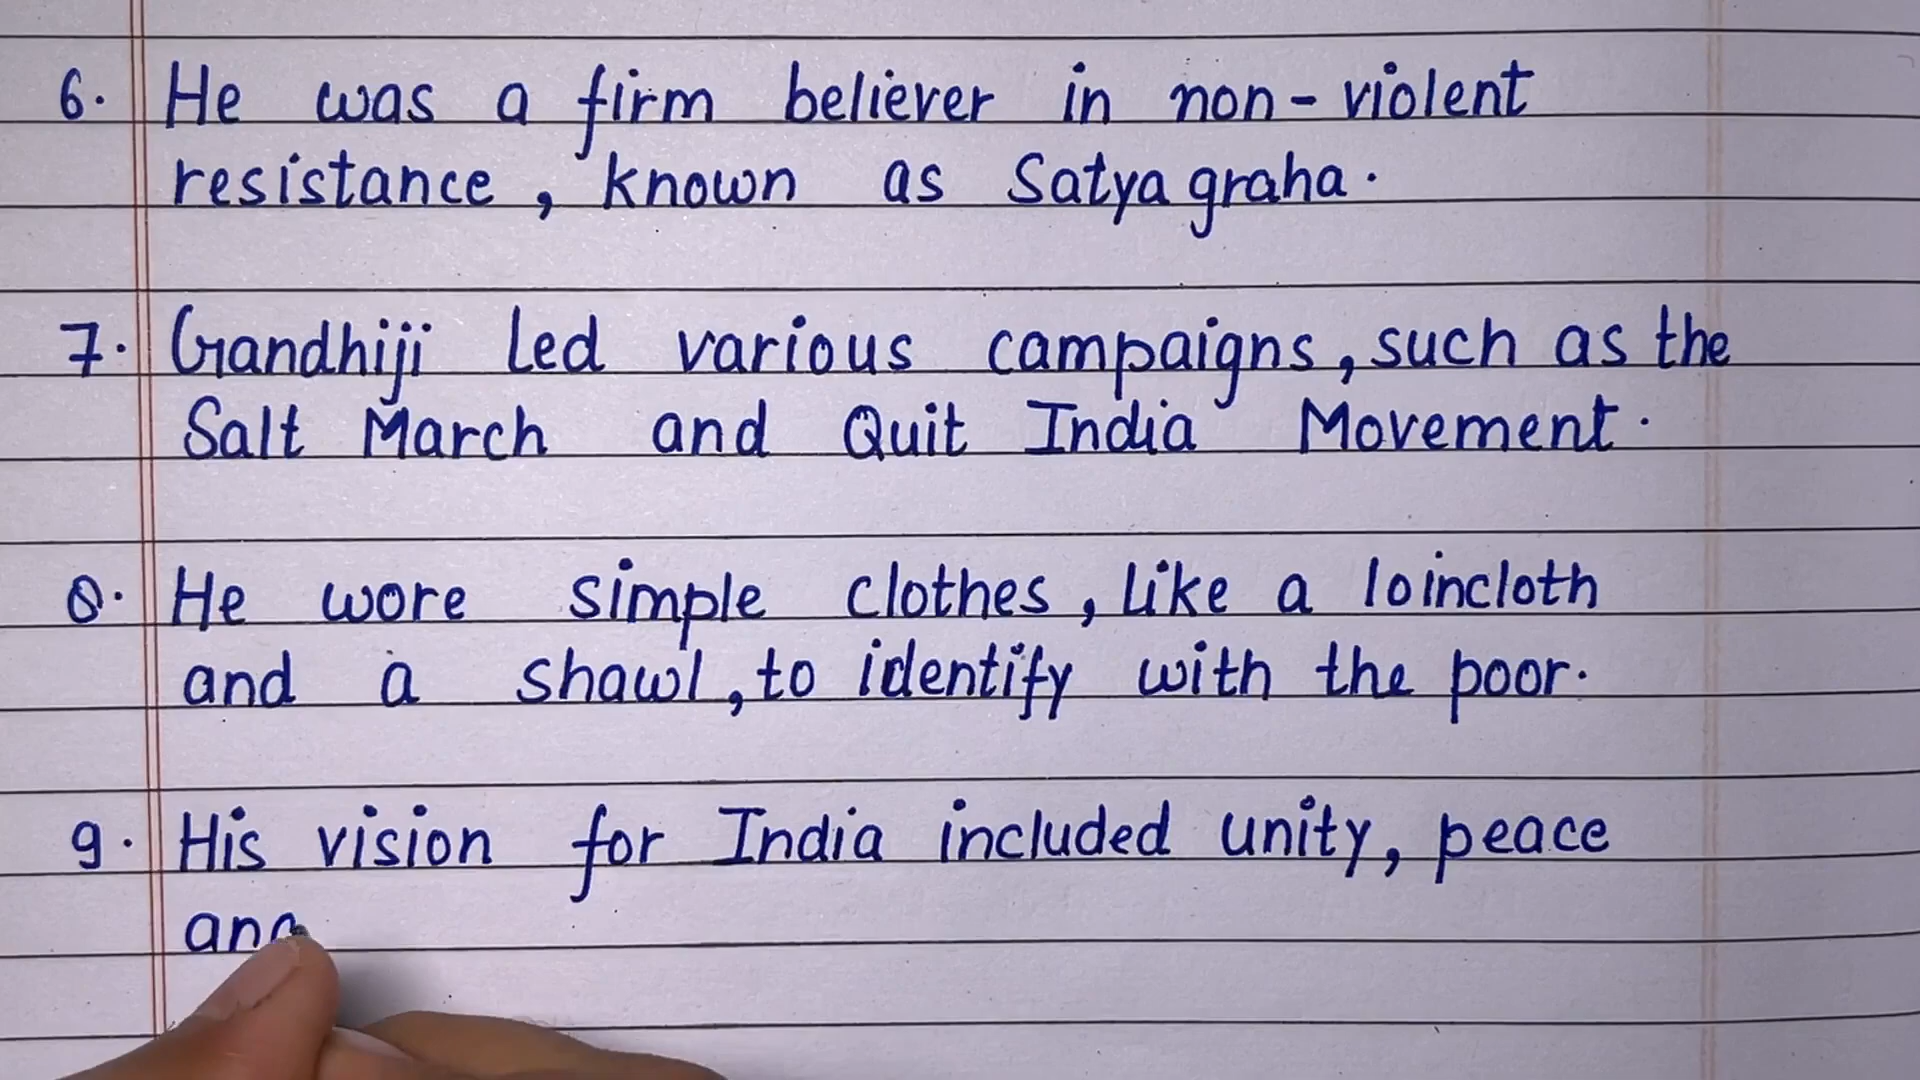 6. He was a firm believer in non-violent
resistance, known as Satyagraha.
7. Gandhiji led various campaigns, such as the
Salt March and Quit India Movement.
8. He wore simple clothes, like a loincloth
and a shawl, to identify with the poor.
9. His vision for India included unity, peace